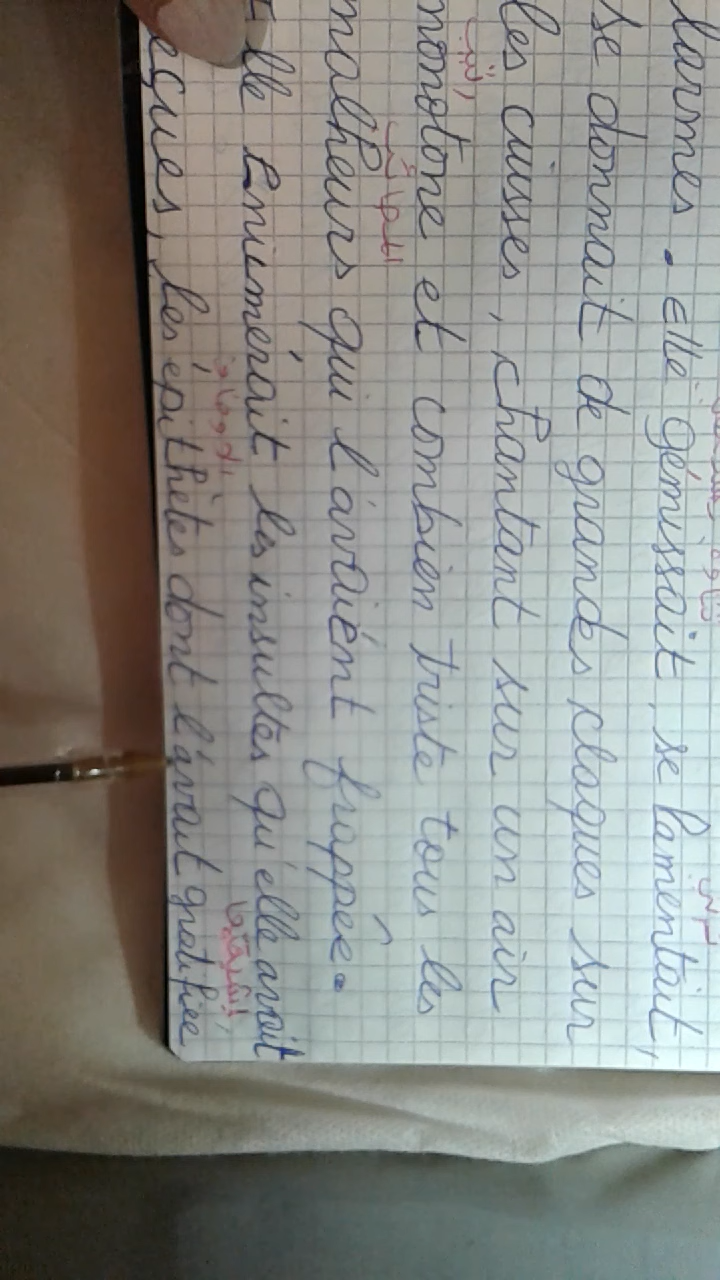 larmes. Elle gémissait, se lamentait,
se donnait de grandes claques sur
les cuisses, chantant sur un air
monotone et combien triste tous les
malheurs qui l'avaient frappée.
Elle énumérait les insultes qu'elle avait
eçues, les épithètes dont l'avait gratifiée